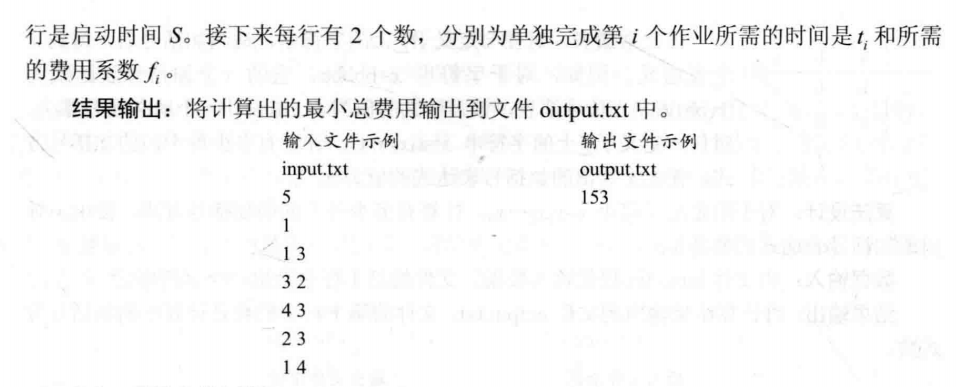 行是启动时间 S。接下来每行有 2 个数，分别为单独完成第 i 个作业所需的时间是 tᵢ 和所需
的费用系数 fᵢ。
结果输出：将计算出的最小总费用输出到文件 output.txt 中。
输入文件示例 输出文件示例
input.txt output.txt
5 153
1
1 3
3 2
4 3
2 3
1 4